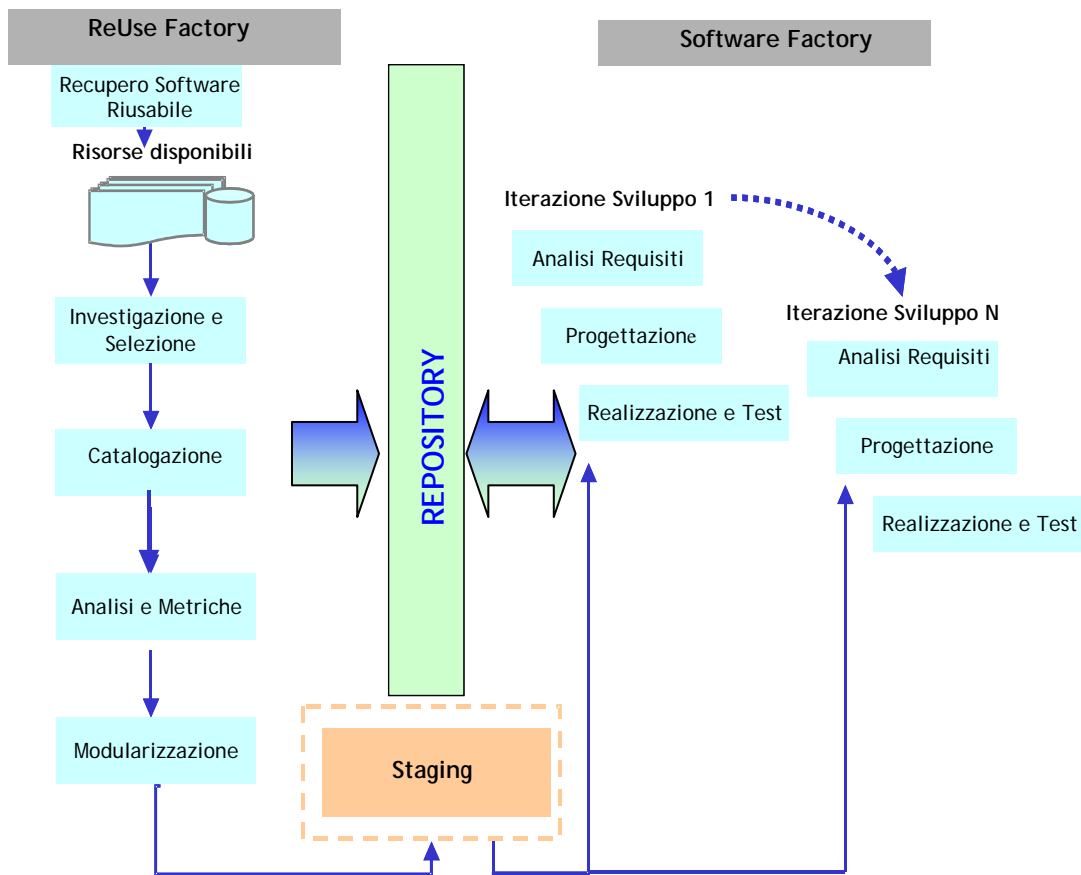 ReUse Factory
Software Factory
Recupero Software
Riusabile
Risorse disponibili
Investigazione e
Selezione
Catalogazione
Analisi e Metriche
Modularizzazione
REPOSITORY
Staging
Iterazione Sviluppo 1
Analisi Requisiti
Progettazione
Realizzazione e Test
Iterazione Sviluppo N
Analisi Requisiti
Progettazione
Realizzazione e Test